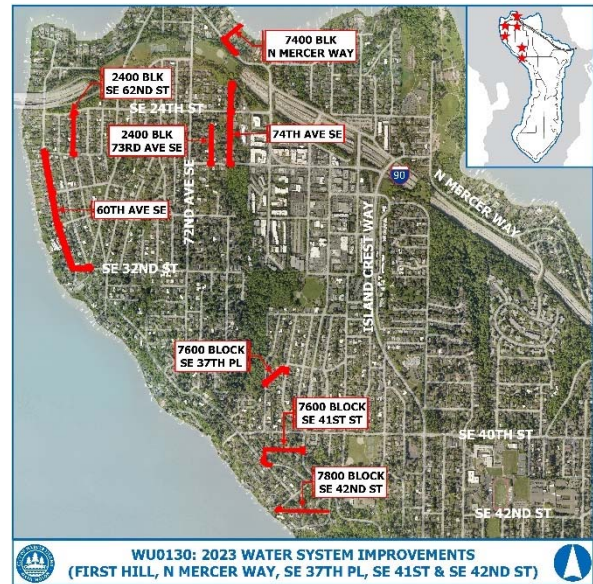 7400 BLK
N MERCER WAY
2400 BLK
SE 62ND ST
SE 24TH ST
2400 BLK
73RD AVE SE
74TH AVE SE
90
N MERCER WAY
60TH AVE SE
72ND AVE SE
ISLAND CREST WAY
SE 32ND ST
7600 BLOCK
SE 37TH PL
7600 BLOCK
SE 41ST ST
SE 40TH ST
7800 BLOCK
SE 42ND ST
SE 42ND ST
WU0130: 2023 WATER SYSTEM IMPROVEMENTS
(FIRST HILL, N MERCER WAY, SE 37TH PL, SE 41ST & SE 42ND ST)